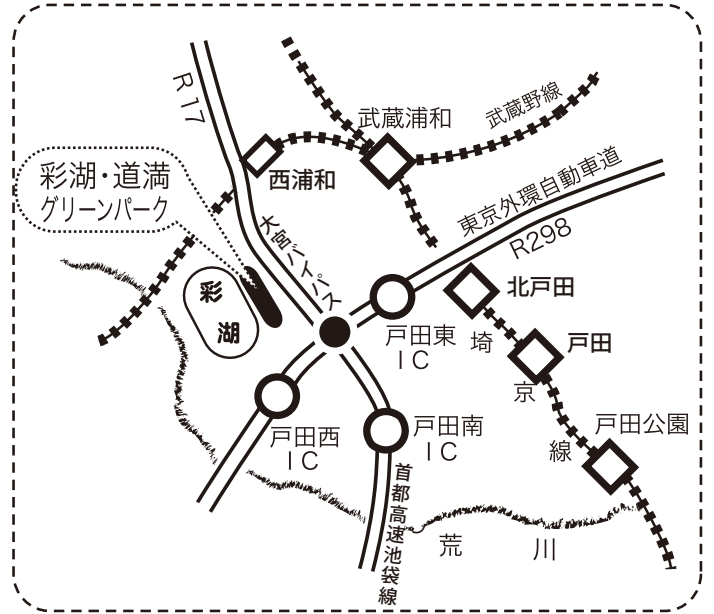 R 17
武蔵浦和
武蔵野線
西浦和
彩湖・道満
グリーンパーク
東京外環自動車道
R298
大宮バイパス
彩湖
北戸田
戸田東
IC
戸田
埼京線
戸田西
IC
戸田南
IC
戸田公園
首都高速池袋線
荒川